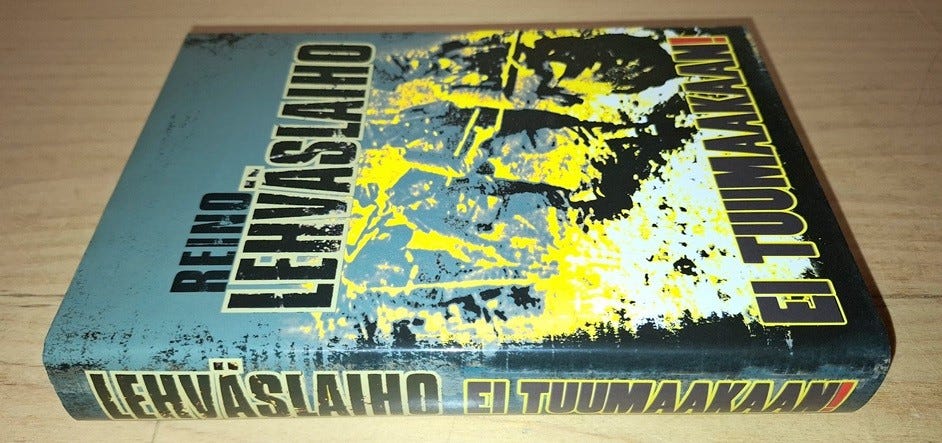 REINO
LEHVÄSLAIHO
EI TUUMAAKAAN!
LEHVÄSLAIHO EI TUUMAAKAAN!